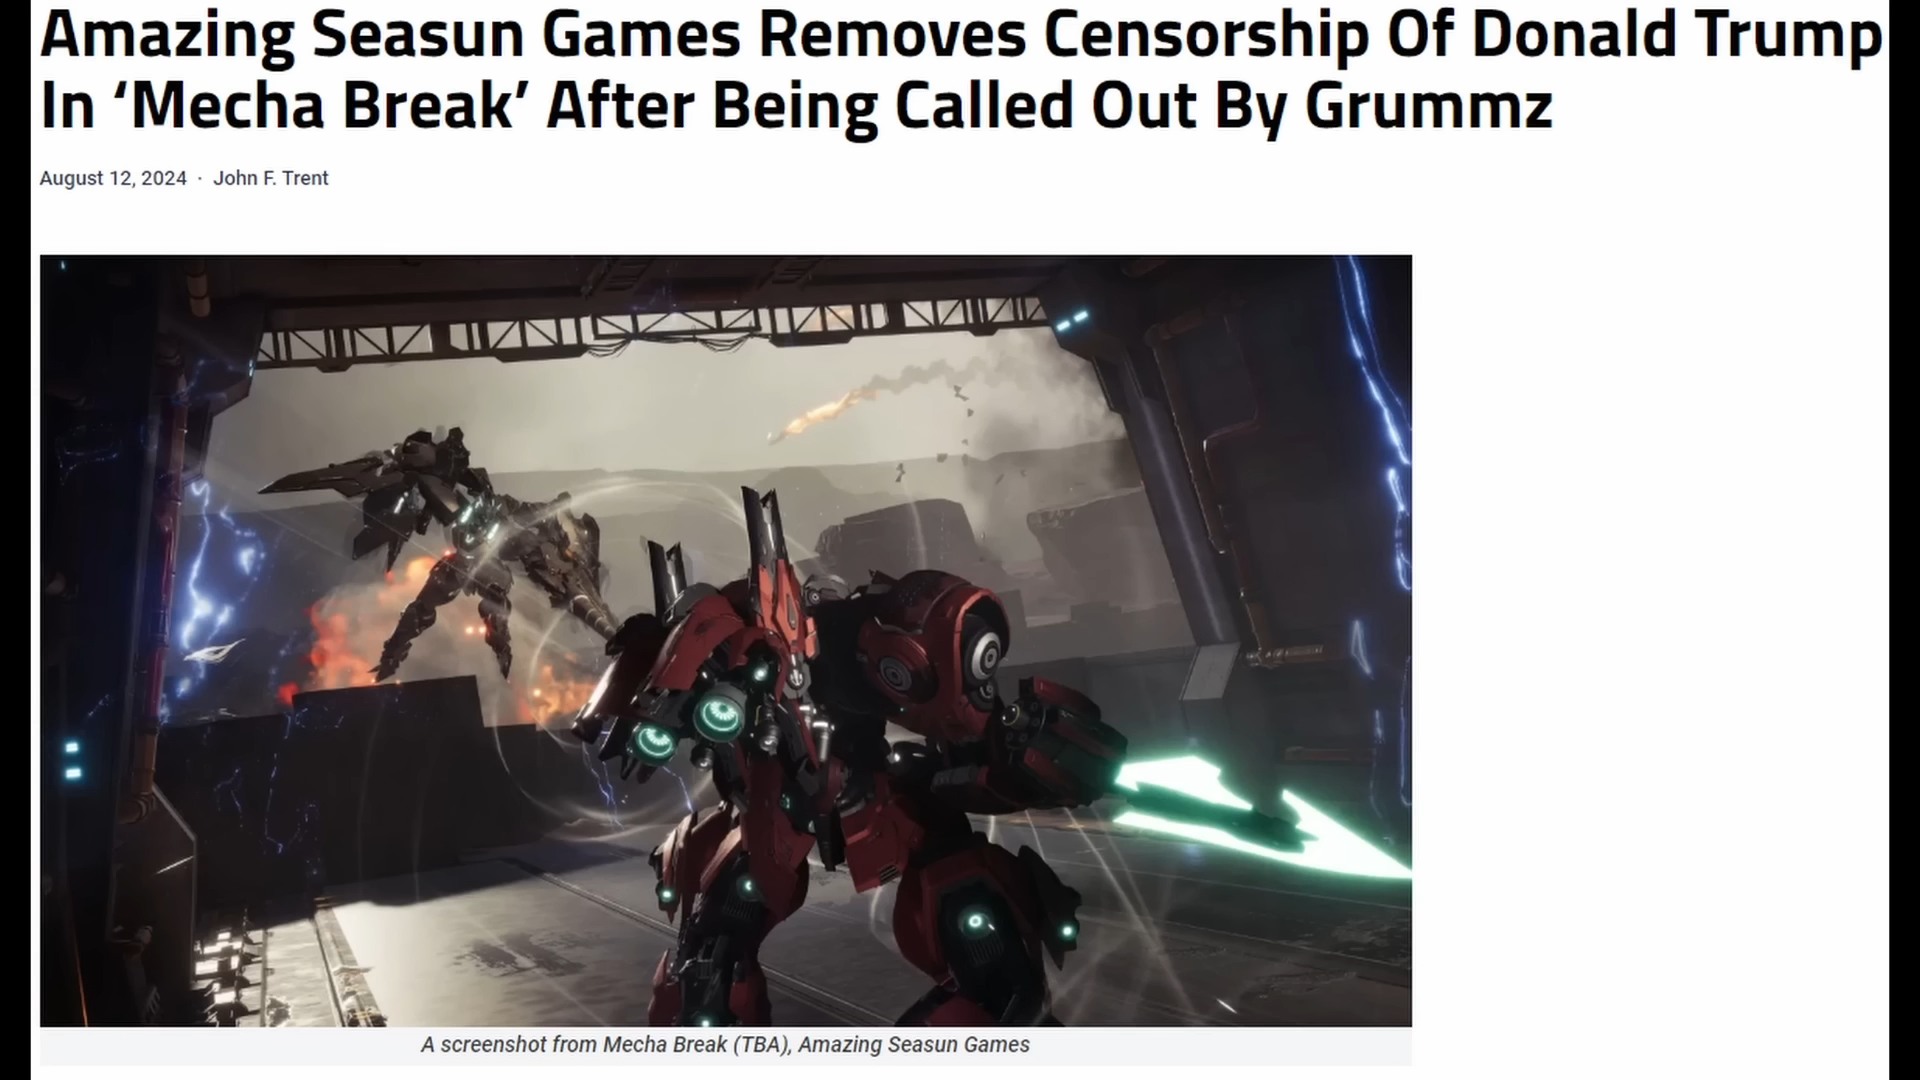 Amazing Seasun Games Removes Censorship Of Donald Trump
In ‘Mecha Break’ After Being Called Out By Grummz
August 12, 2024 · John F. Trent
A screenshot from Mecha Break (TBA), Amazing Seasun Games